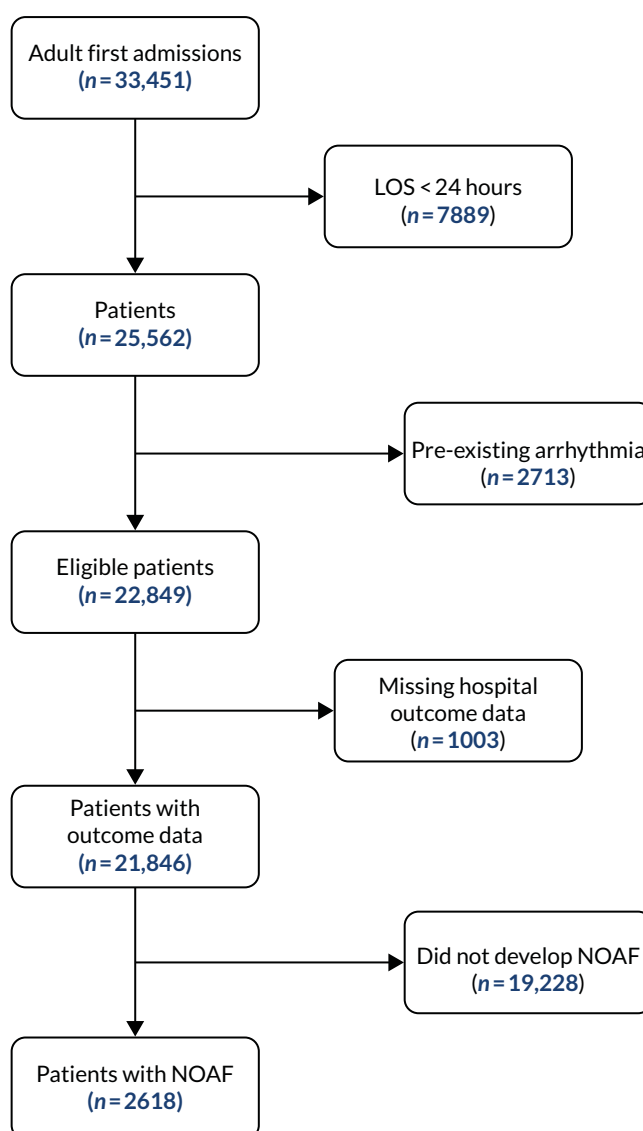 Adult first admissions
(n = 33,451)
LOS < 24 hours
(n = 7889)
Patients
(n = 25,562)
Pre-existing arrhythmia
(n = 2713)
Eligible patients
(n = 22,849)
Missing hospital
outcome data
(n = 1003)
Patients with
outcome data
(n = 21,846)
Did not develop NOAF
(n = 19,228)
Patients with NOAF
(n = 2618)